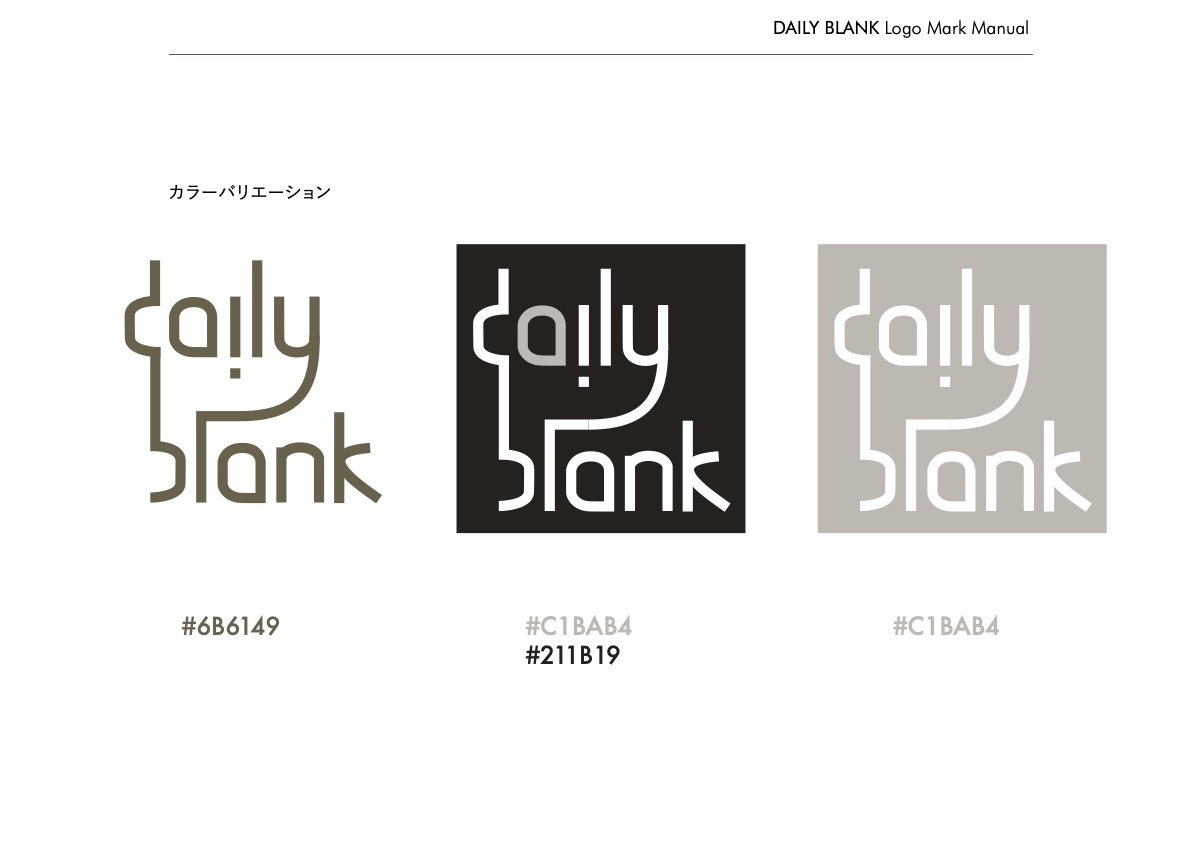 DAILY BLANK Logo Mark Manual
カラーバリエーション
daily
blank
daily
blank
daily
blank
#6B6149
#C1BAB4
#211B19
#C1BAB4